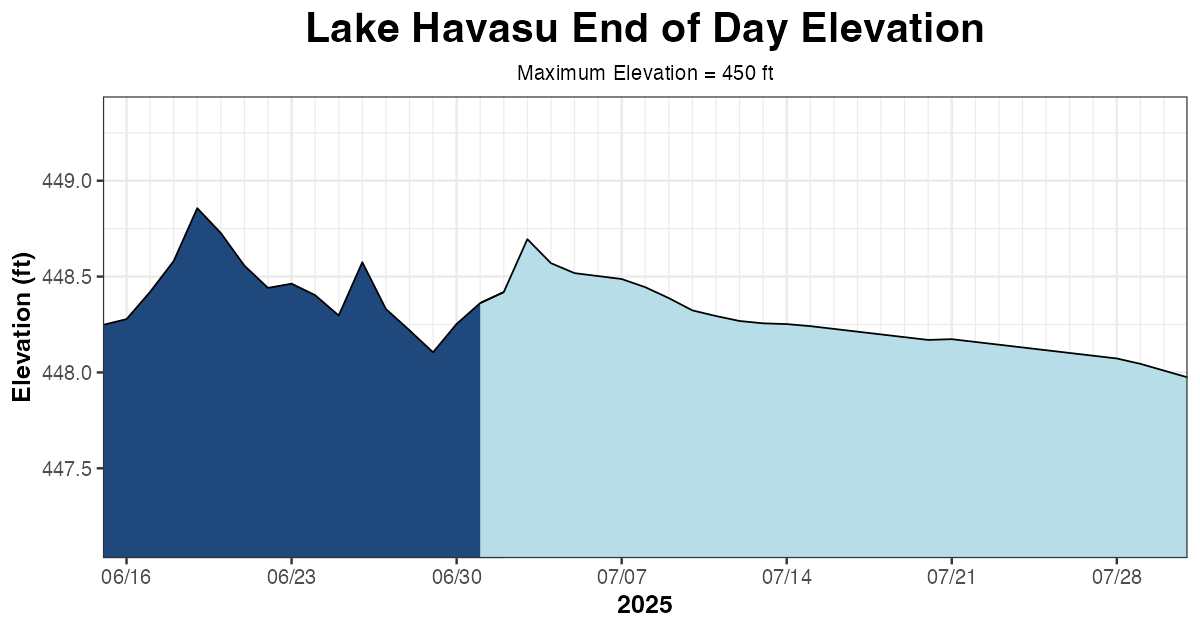 Lake Havasu End of Day Elevation
Maximum Elevation = 450 ft
Elevation (ft)
449.0
448.5
448.0
447.5
06/16 06/23 06/30 07/07 07/14 07/21 07/28
2025